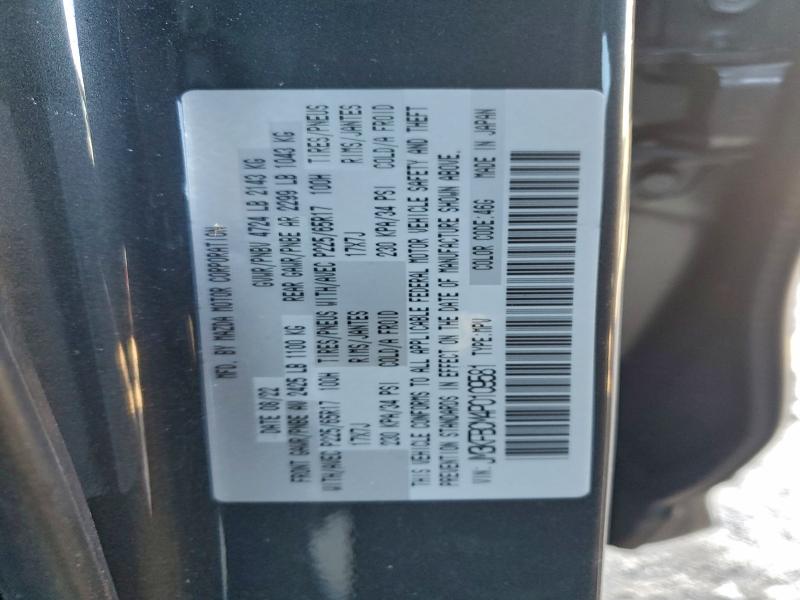 MFD. BY MAZDA MOTOR CORPORATION
DATE 08/22 GVWR/PNBV 4724 LB 2143 KG
FRONT GAWR/PNBE AV 2425 LB 1100 KG REAR GAWR/PNBE AR 2299 LB 1043 KG
WITH/AVEC P225/65R17 100H TIRES/PNEUS WITH/AVEC P225/65R17 100H TIRES/PNEUS
17X7J RIMS/JANTES 17X7J RIMS/JANTES
230 KPA/34 PSI COLD/A FROID 230 KPA/34 PSI COLD/A FROID
THIS VEHICLE CONFORMS TO ALL APPLICABLE FEDERAL MOTOR VEHICLE SAFETY AND THEFT
PREVENTION STANDARDS IN EFFECT ON THE DATE OF MANUFACTURE SHOWN ABOVE.
VIN: TYPE:MPV COLOR CODE:46G MADE IN JAPAN